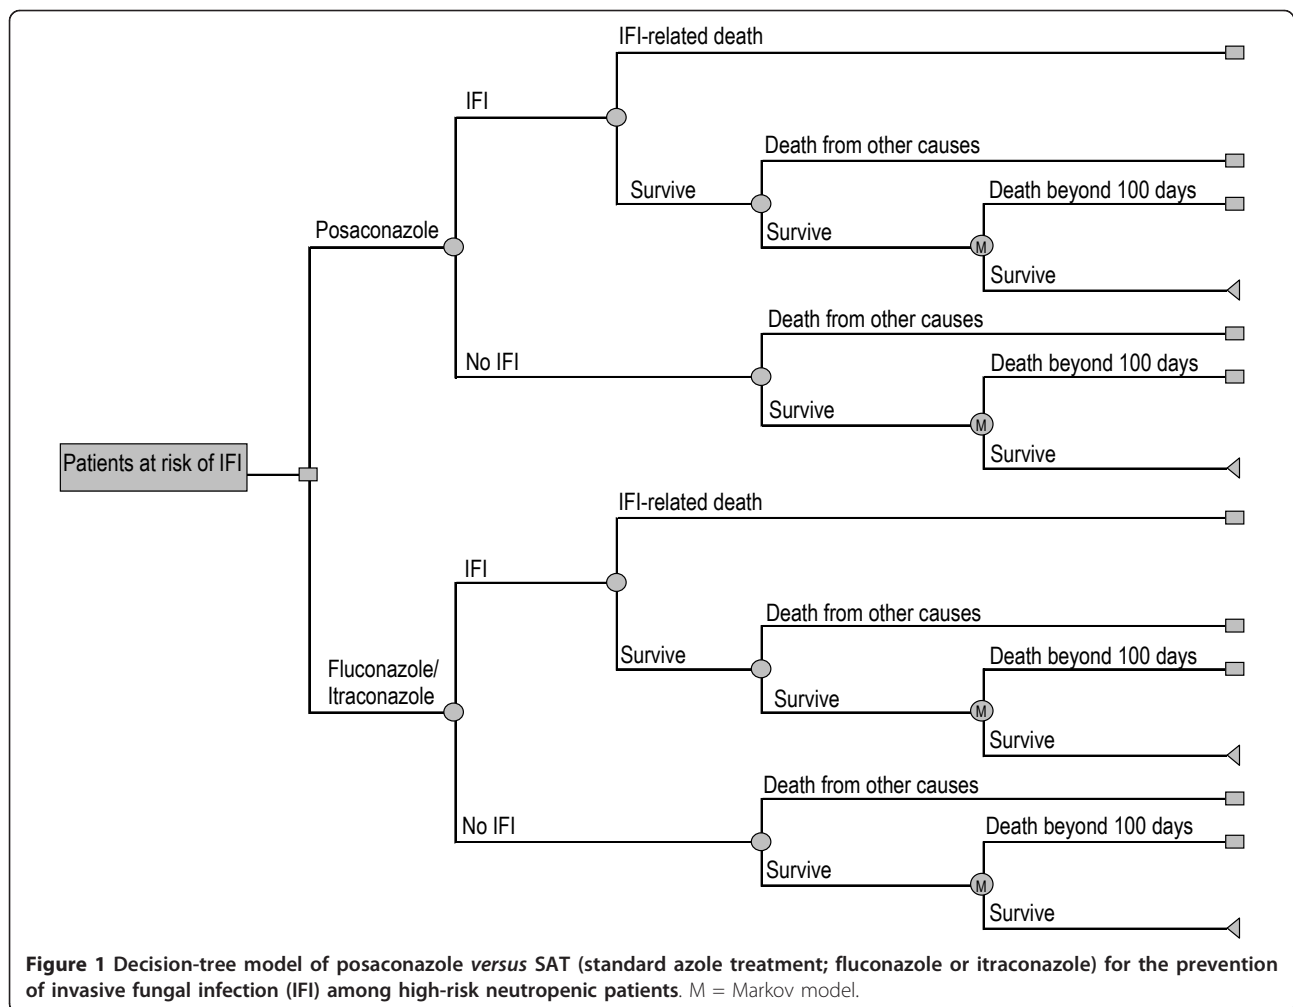 IFI-related death
IFI
Death from other causes
Survive
Death beyond 100 days
Posaconazole
Survive
Survive
Death from other causes
No IFI
Death beyond 100 days
Survive
M
M
Survive
Patients at risk of IFI
IFI-related death
IFI
Death from other causes
Survive
Death beyond 100 days
Fluconazole/
Itraconazole
Survive
M
Survive
Death from other causes
No IFI
Death beyond 100 days
Survive
M
Survive
Figure 1 Decision-tree model of posaconazole versus SAT (standard azole treatment; fluconazole or itraconazole) for the prevention
of invasive fungal infection (IFI) among high-risk neutropenic patients. M = Markov model.